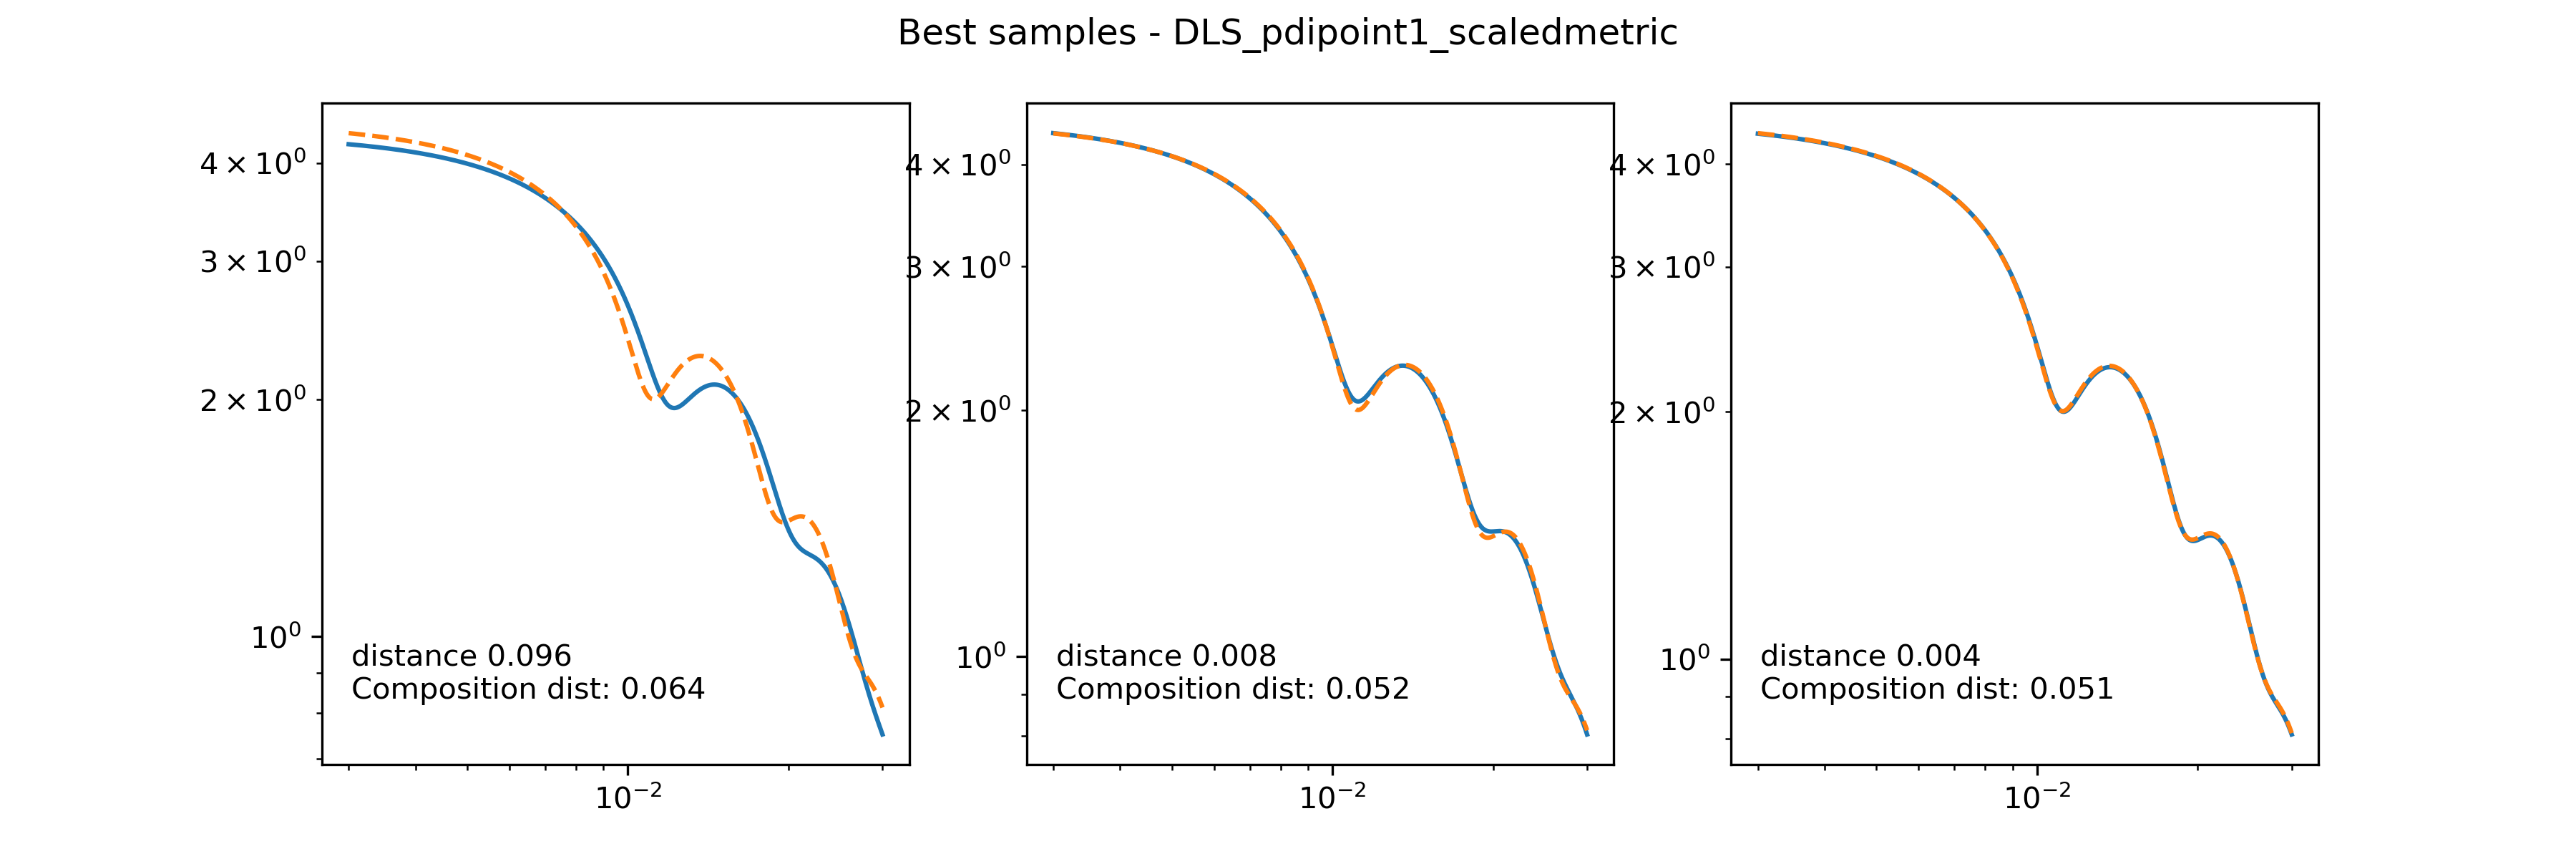 Best samples - DLS_pdipoint1_scaledmetric
4 × 10⁰
3 × 10⁰
2 × 10⁰
10⁰
distance 0.096
Composition dist: 0.064
10⁻²
4 × 10⁰
3 × 10⁰
2 × 10⁰
10⁰
distance 0.008
Composition dist: 0.052
10⁻²
4 × 10⁰
3 × 10⁰
2 × 10⁰
10⁰
distance 0.004
Composition dist: 0.051
10⁻²